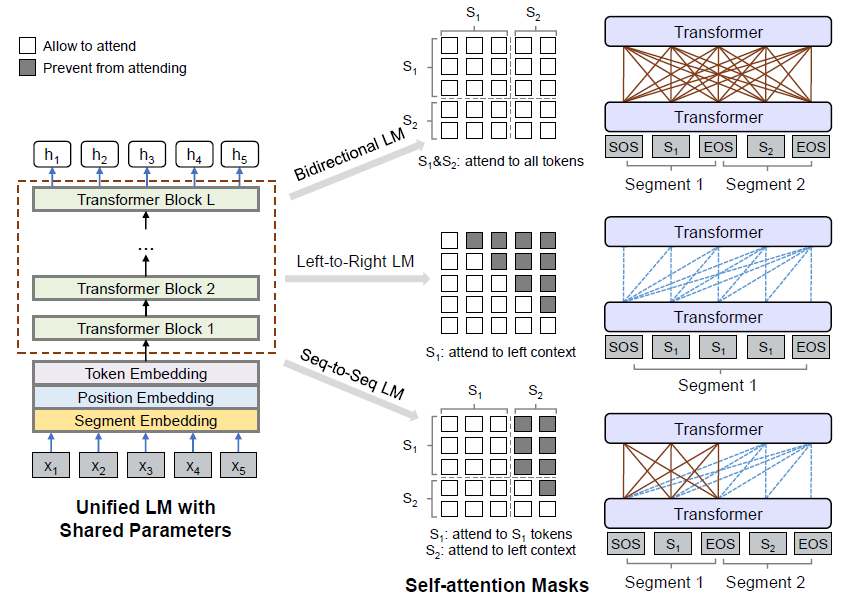 Allow to attend
Prevent from attending
h1 h2 h3 h4 h5
Transformer Block L
...
Transformer Block 2
Transformer Block 1
Token Embedding
Position Embedding
Segment Embedding
x1 x2 x3 x4 x5
Unified LM with
Shared Parameters
Bidirectional LM
Left-to-Right LM
Seq-to-Seq LM
S1 S2
S1
S2
S1&S2: attend to all tokens
S1: attend to left context
S1 S2
S1
S2
S1: attend to S1 tokens
S2: attend to left context
Self-attention Masks
Transformer
Transformer
SOS S1 EOS S2 EOS
Segment 1 Segment 2
Transformer
Transformer
SOS S1 S1 S1 EOS
Segment 1
Transformer
Transformer
SOS S1 EOS S2 EOS
Segment 1 Segment 2